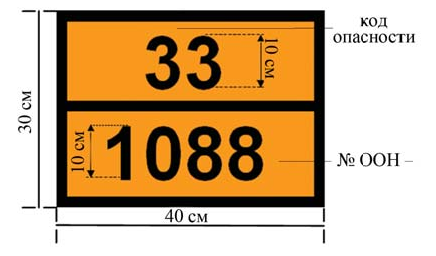 код
опасности
33
10 см
30 см
1088
10 см
№ ООН –
40 см